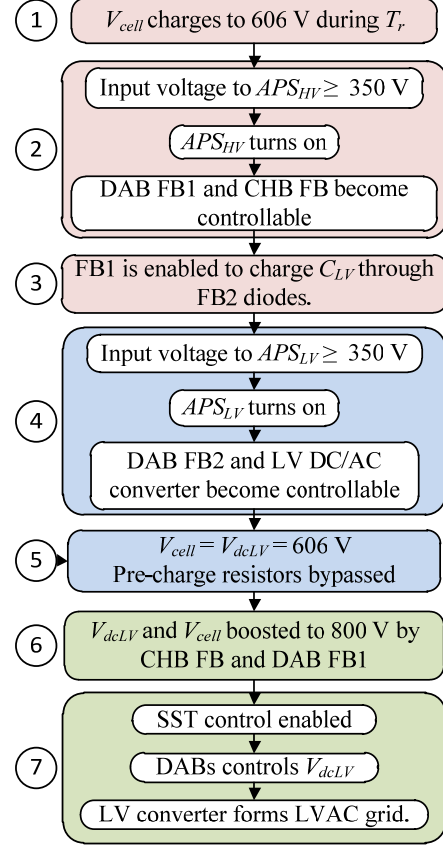 1
V_cell charges to 606 V during T_r
2
Input voltage to APS_HV ≥ 350 V
APS_HV turns on
DAB FB1 and CHB FB become
controllable
3
FB1 is enabled to charge C_LV through
FB2 diodes.
4
Input voltage to APS_LV ≥ 350 V
APS_LV turns on
DAB FB2 and LV DC/AC
converter become controllable
5
V_cell = V_dcLV = 606 V
Pre-charge resistors bypassed
6
V_dcLV and V_cell boosted to 800 V by
CHB FB and DAB FB1
7
SST control enabled
DABs controls V_dcLV
LV converter forms LVAC grid.